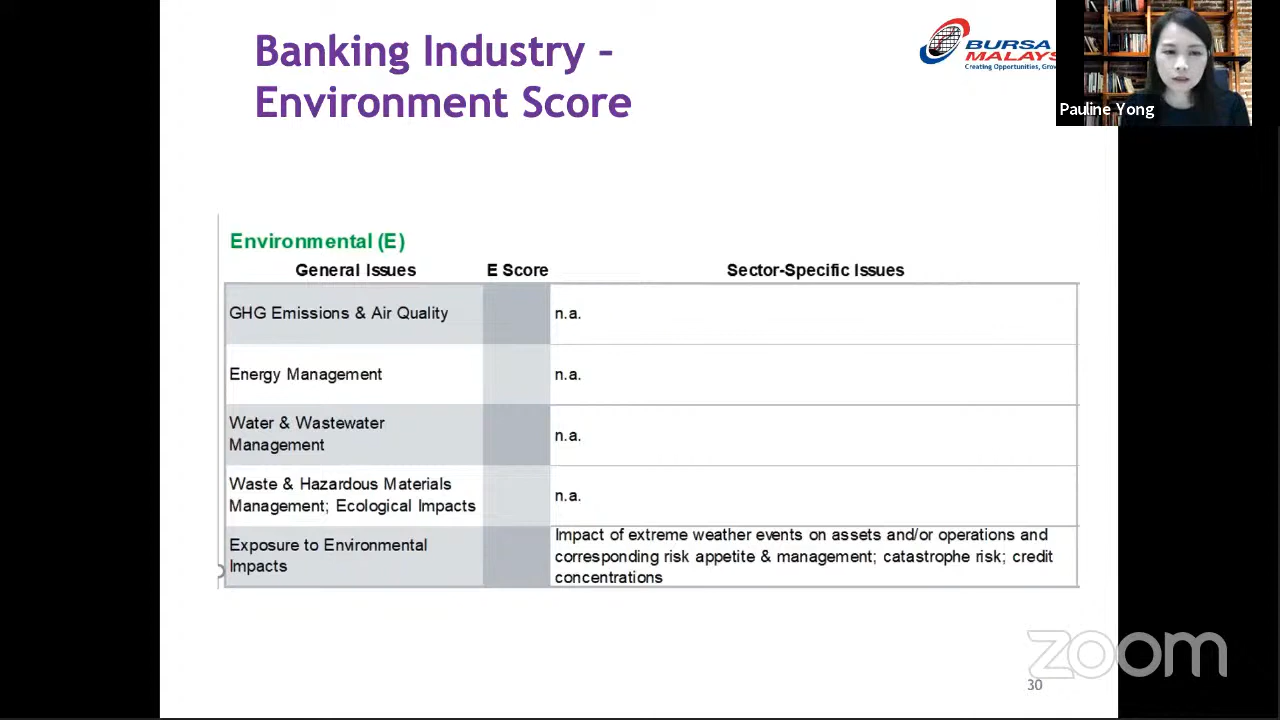 Banking Industry –
Environment Score
BURSA
MALAYS
Creating Opportunities, Grow
Pauline Yong
Environmental (E)
General Issues E Score Sector-Specific Issues
GHG Emissions & Air Quality n.a.
Energy Management n.a.
Water & Wastewater
Management
n.a.
Waste & Hazardous Materials
Management; Ecological Impacts
n.a.
Exposure to Environmental
Impacts
Impact of extreme weather events on assets and/or operations and
corresponding risk appetite & management; catastrophe risk; credit
concentrations
zoom
30